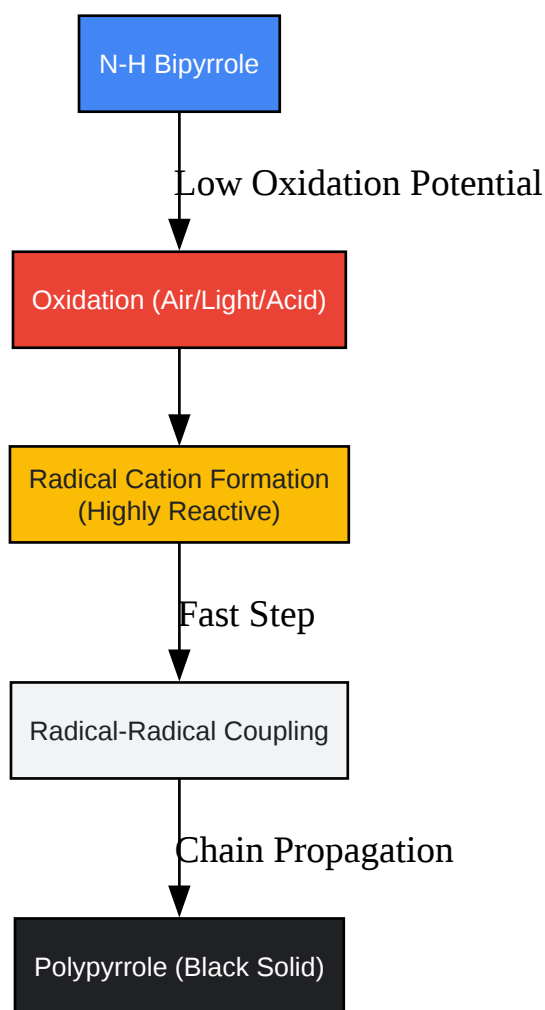 N-H Bipyrrole
Low Oxidation Potential
Oxidation (Air/Light/Acid)
Radical Cation Formation
(Highly Reactive)
Fast Step
Radical-Radical Coupling
Chain Propagation
Polypyrrole (Black Solid)